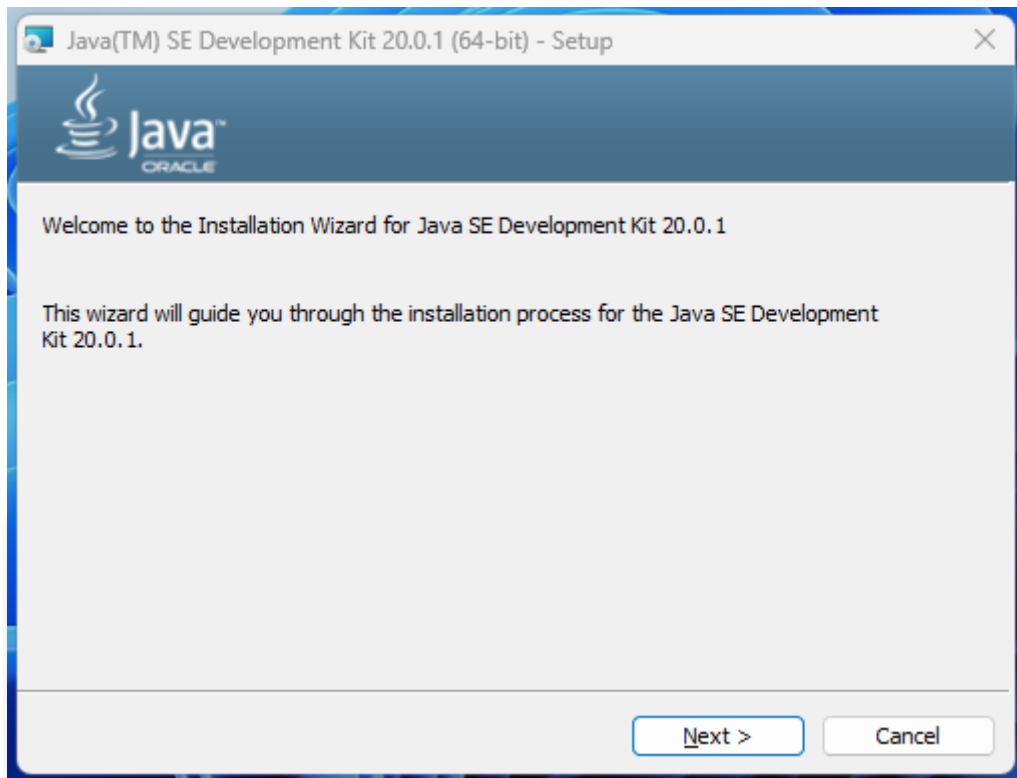 Java(TM) SE Development Kit 20.0.1 (64-bit) - Setup
Java™
ORACLE
Welcome to the Installation Wizard for Java SE Development Kit 20.0.1
This wizard will guide you through the installation process for the Java SE Development
Kit 20.0.1.
Next >
Cancel